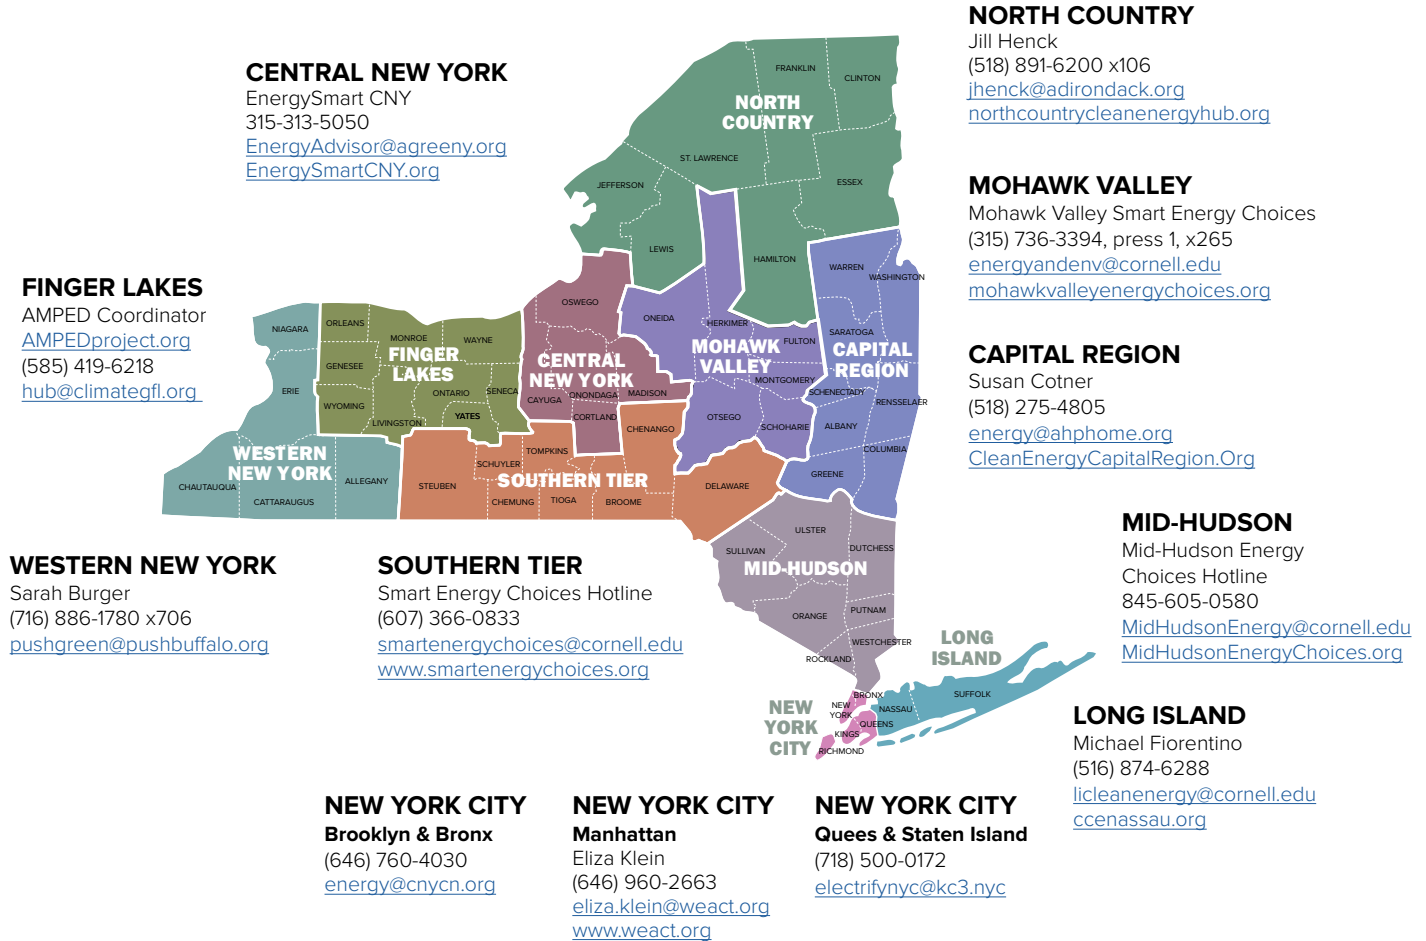 NORTH COUNTRY
Jill Henck
(518) 891-6200 x106
jhenck@adirondack.org
northcountrycleanenergyhub.org
CENTRAL NEW YORK
EnergySmart CNY
315-313-5050
EnergyAdvisor@agreeny.org
EnergySmartCNY.org
MOHAWK VALLEY
Mohawk Valley Smart Energy Choices
(315) 736-3394, press 1, x265
energyandenv@cornell.edu
mohawkvalleyenergychoices.org
FINGER LAKES
AMPED Coordinator
AMPEDproject.org
(585) 419-6218
hub@climategfl.org
CAPITAL REGION
Susan Cotner
(518) 275-4805
energy@ahphome.org
CleanEnergyCapitalRegion.Org
FRANKLIN
CLINTON
NORTH
COUNTRY
ST. LAWRENCE
JEFFERSON
ESSEX
LEWIS
HAMILTON
WARREN
WASHINGTON
OSWEGO
ONEIDA
HERKIMER
FULTON
SARATOGA
MOHAWK
VALLEY
CAPITAL
REGION
MONTGOMERY
SCHENECTADY
RENSSELAER
OTSEGO
SCHOHARIE
ALBANY
COLUMBIA
GREENE
NIAGARA
ORLEANS
MONROE
WAYNE
FINGER
LAKES
GENESEE
ERIE
WYOMING
ONTARIO
SENECA
YATES
LIVINGSTON
CENTRAL
NEW YORK
CAYUGA
ONONDAGA
MADISON
CORTLAND
CHENANGO
WESTERN
NEW YORK
CHAUTAUQUA
CATTARAUGUS
ALLEGANY
TOMPKINS
SCHUYLER
SOUTHERN TIER
STEUBEN
CHEMUNG
TIOGA
BROOME
DELAWARE
ULSTER
SULLIVAN
DUTCHESS
MID-HUDSON
ORANGE
PUTNAM
WESTCHESTER
ROCKLAND
LONG
ISLAND
SUFFOLK
NASSAU
BRONX
NEW
YORK
QUEENS
KINGS
RICHMOND
NEW
YORK
CITY
MID-HUDSON
Mid-Hudson Energy
Choices Hotline
845-605-0580
MidHudsonEnergy@cornell.edu
MidHudsonEnergyChoices.org
WESTERN NEW YORK
Sarah Burger
(716) 886-1780 x706
pushgreen@pushbuffalo.org
SOUTHERN TIER
Smart Energy Choices Hotline
(607) 366-0833
smartenergychoices@cornell.edu
www.smartenergychoices.org
LONG ISLAND
Michael Fiorentino
(516) 874-6288
licleanenergy@cornell.edu
ccenassau.org
NEW YORK CITY
Brooklyn & Bronx
(646) 760-4030
energy@cnycn.org
NEW YORK CITY
Manhattan
Eliza Klein
(646) 960-2663
eliza.klein@weact.org
www.weact.org
NEW YORK CITY
Quees & Staten Island
(718) 500-0172
electrifynyc@kc3.nyc